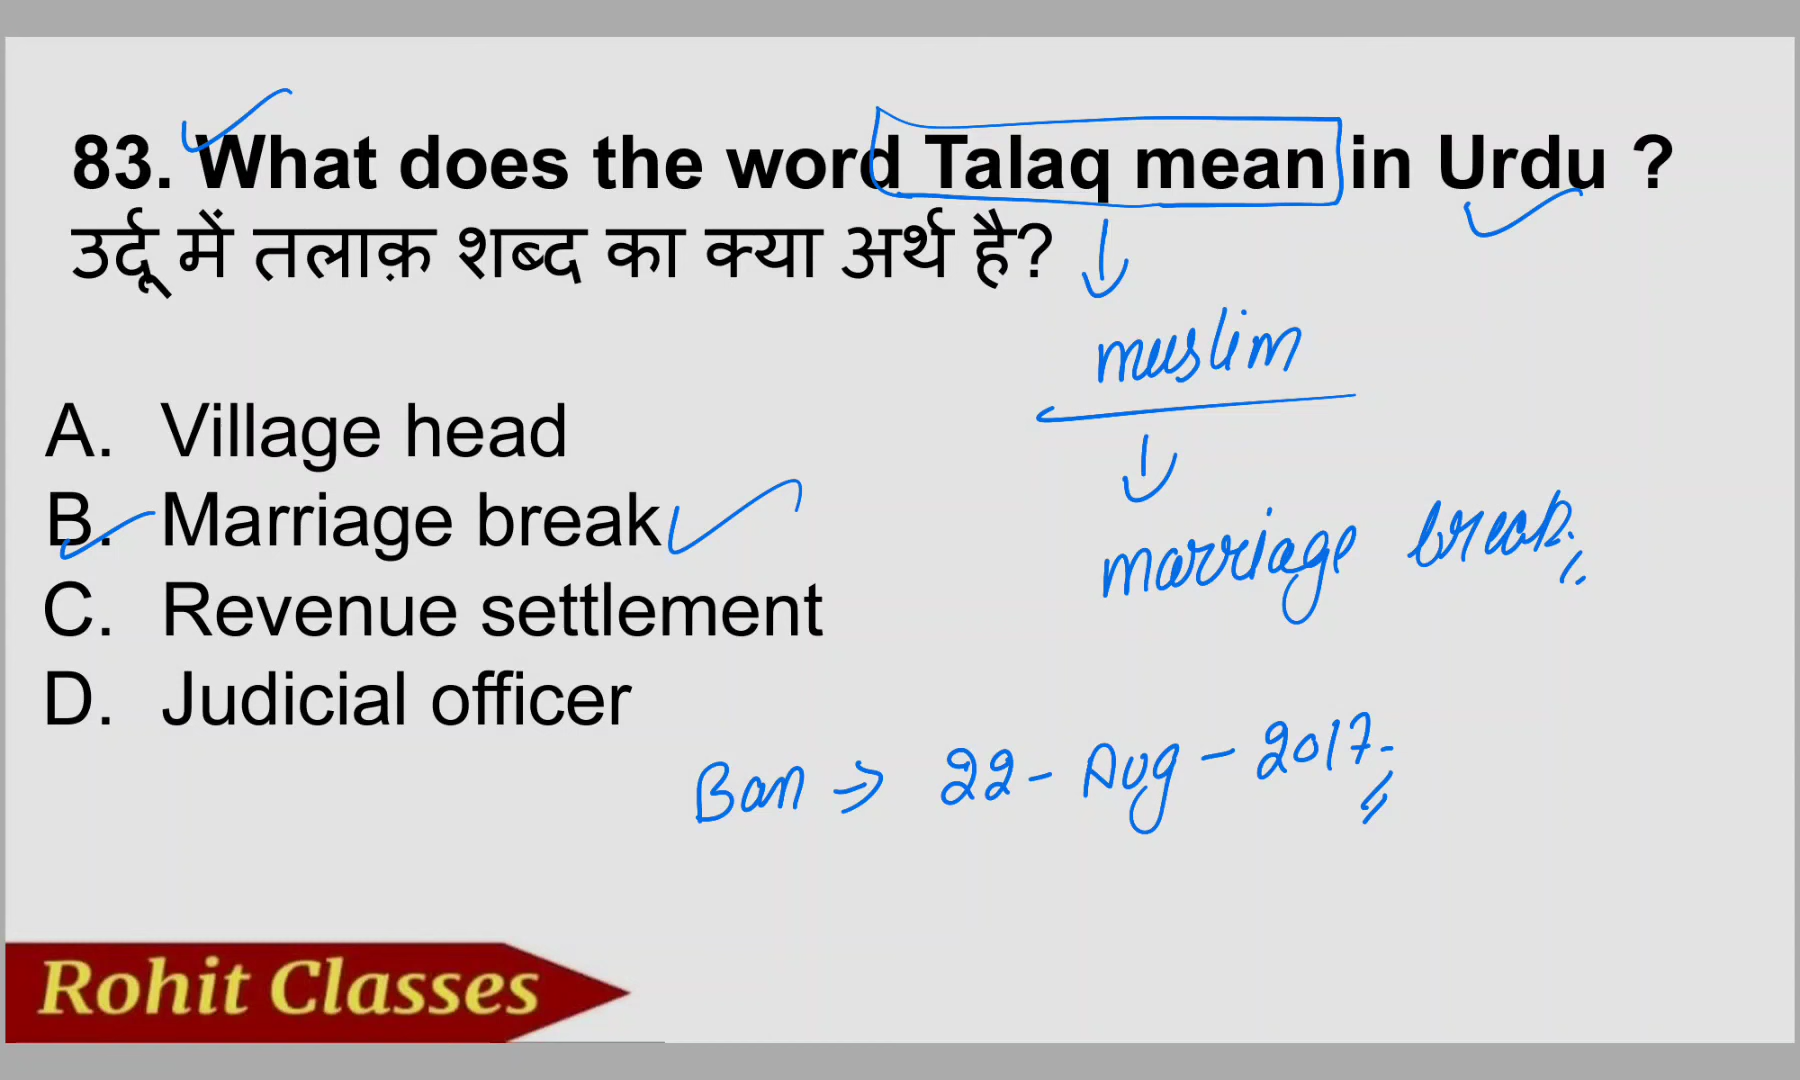 83. What does the word Talaq mean in Urdu ?
उर्दू में तलाक़ शब्द का क्या अर्थ है?
muslim
A. Village head
B. Marriage break
marriage break
C. Revenue settlement
D. Judicial officer
Ban ⇒ 22 - Aug - 2017
Rohit Classes